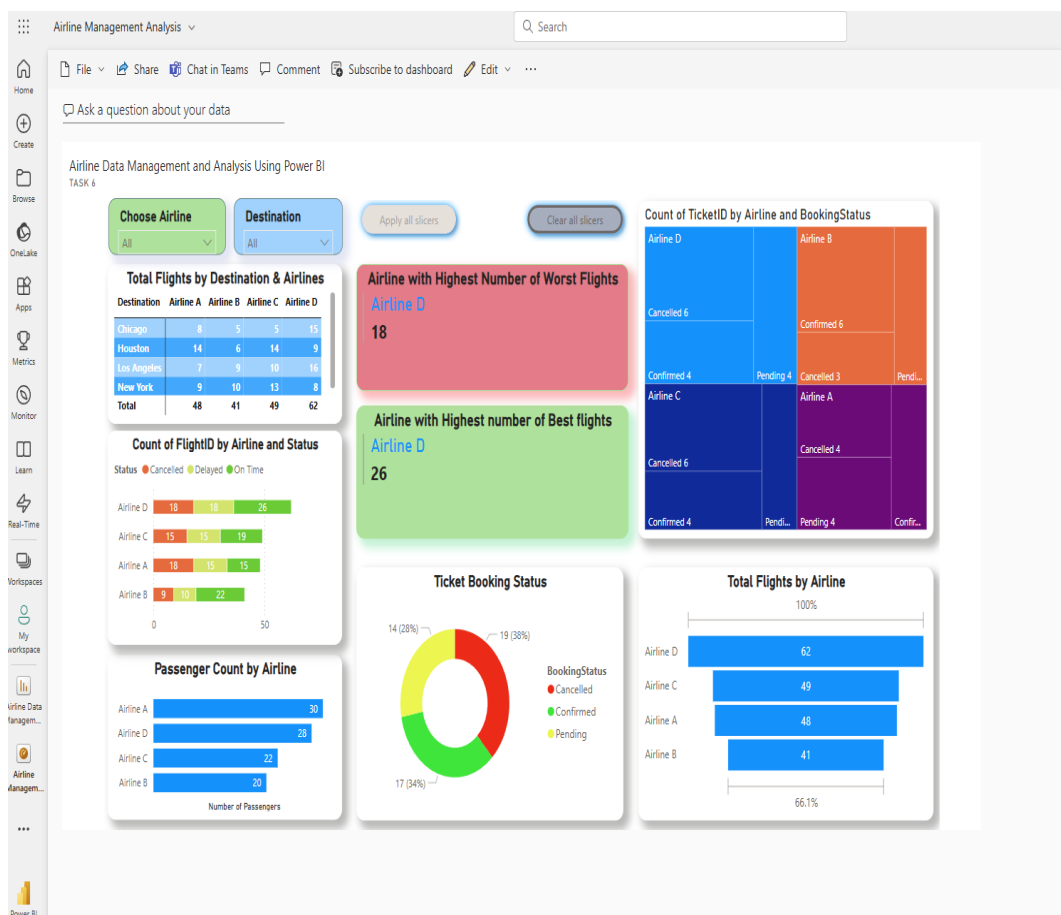 Airline Management Analysis
Search
File
Share
Chat in Teams
Comment
Subscribe to dashboard
Edit
Home
Create
Browse
OneLake
Apps
Metrics
Monitor
Learn
Real-Time
Workspaces
My
workspace
Airline Data
Managem...
Airline
Managem...
Power BI
Ask a question about your data
Airline Data Management and Analysis Using Power BI
TASK 6
Choose Airline
All
Destination
All
Apply all slicers
Clear all slicers
Total Flights by Destination & Airlines
Destination Airline A Airline B Airline C Airline D
Chicago 8 5 5 15
Houston 14 6 14 9
Los Angeles 7 9 10 16
New York 9 10 13 8
Total 48 41 49 62
Airline with Highest Number of Worst Flights
Airline D
18
Airline with Highest number of Best flights
Airline D
26
Count of TicketID by Airline and BookingStatus
Airline D
Cancelled 6
Confirmed 4
Pending 4
Airline B
Confirmed 6
Cancelled 3
Pendi...
Airline C
Cancelled 6
Confirmed 4
Pendi...
Airline A
Cancelled 4
Pending 4
Confir...
Count of FlightID by Airline and Status
Status Cancelled Delayed On Time
Airline D 18 18 26
Airline C 15 15 19
Airline A 18 15 15
Airline B 9 10 22
0 50
Passenger Count by Airline
Airline A 30
Airline D 28
Airline C 22
Airline B 20
Number of Passengers
Ticket Booking Status
14 (28%)
19 (38%)
17 (34%)
BookingStatus
Cancelled
Confirmed
Pending
Total Flights by Airline
100%
Airline D 62
Airline C 49
Airline A 48
Airline B 41
66.1%